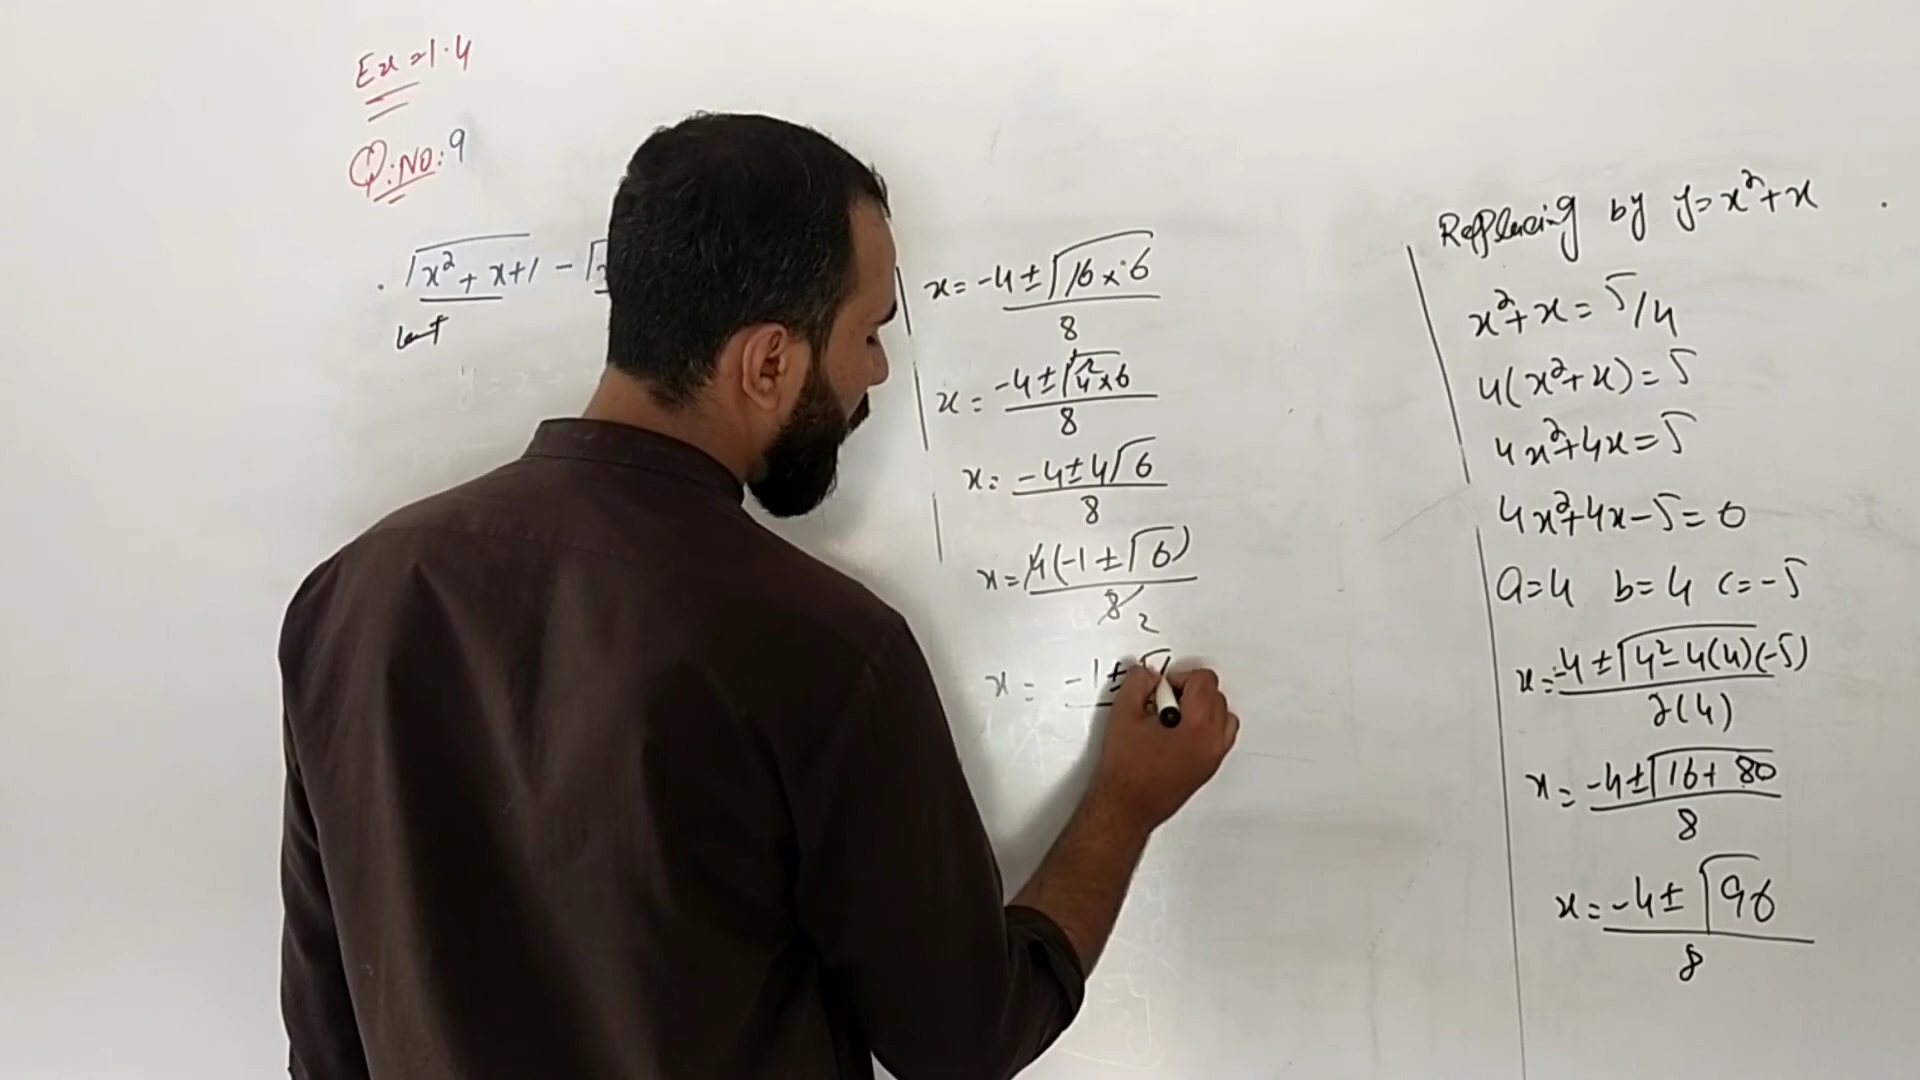 Ex = 1.4
Q:No: 9
√(x² + x + 1) - √
Let
x = (-4 ± √(16 × 6)) / 8
x = (-4 ± √(4² × 6)) / 8
x = (-4 ± 4√6) / 8
x = 4(-1 ± √6) / 8 2
x = -1 ± √
Repplacing by y = x² + x
x² + x = 5/4
4(x² + x) = 5
4x² + 4x = 5
4x² + 4x - 5 = 0
a = 4 b = 4 c = -5
x = (-4 ± √(4² - 4(4)(-5))) / 2(4)
x = (-4 ± √(16 + 80)) / 8
x = (-4 ± √96) / 8